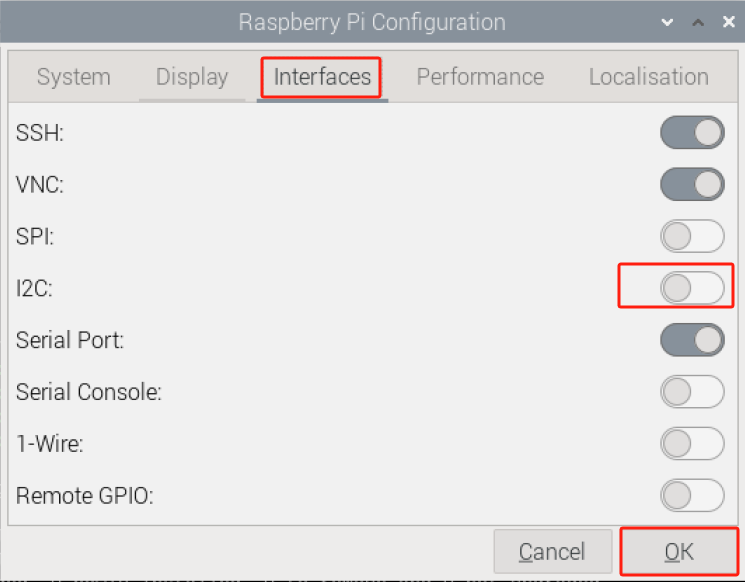 Raspberry Pi Configuration
System Display Interfaces Performance Localisation
SSH:
VNC:
SPI:
I2C:
Serial Port:
Serial Console:
1-Wire:
Remote GPIO:
Cancel OK